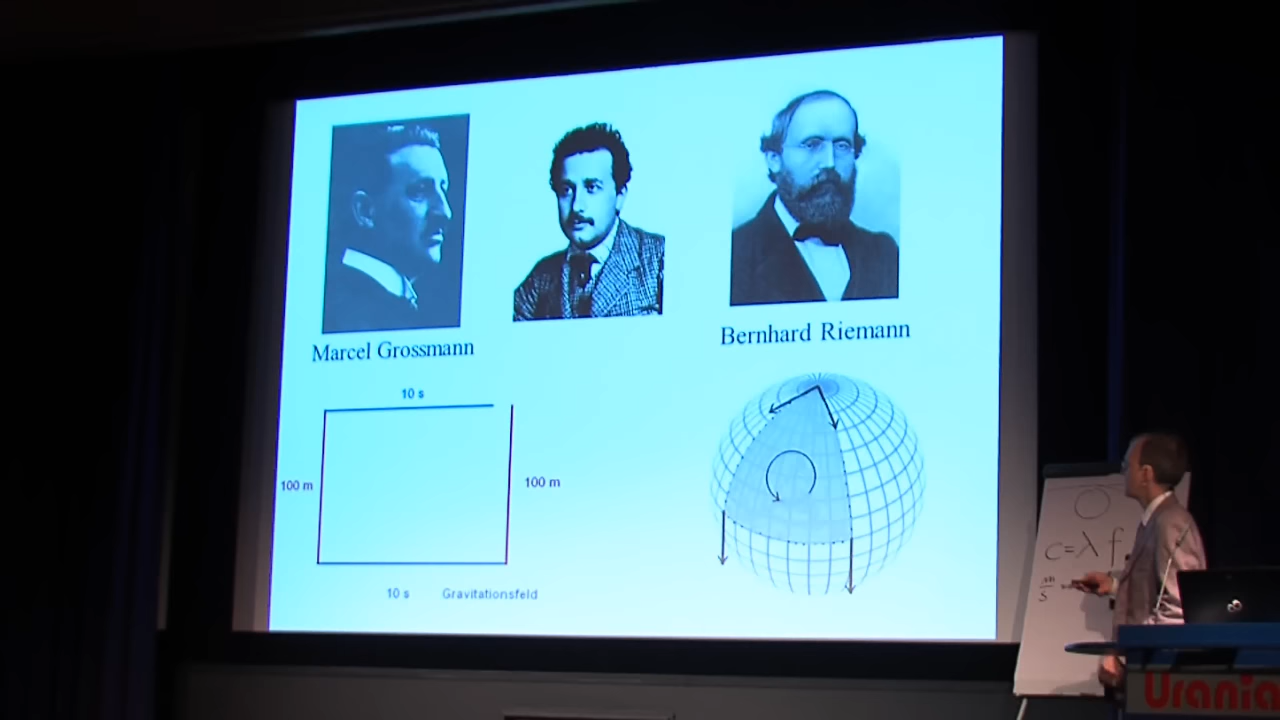 Marcel Grossmann
Bernhard Riemann
10 s
100 m
100 m
10 s
Gravitationsfeld
c=λ f
m
s
Urania